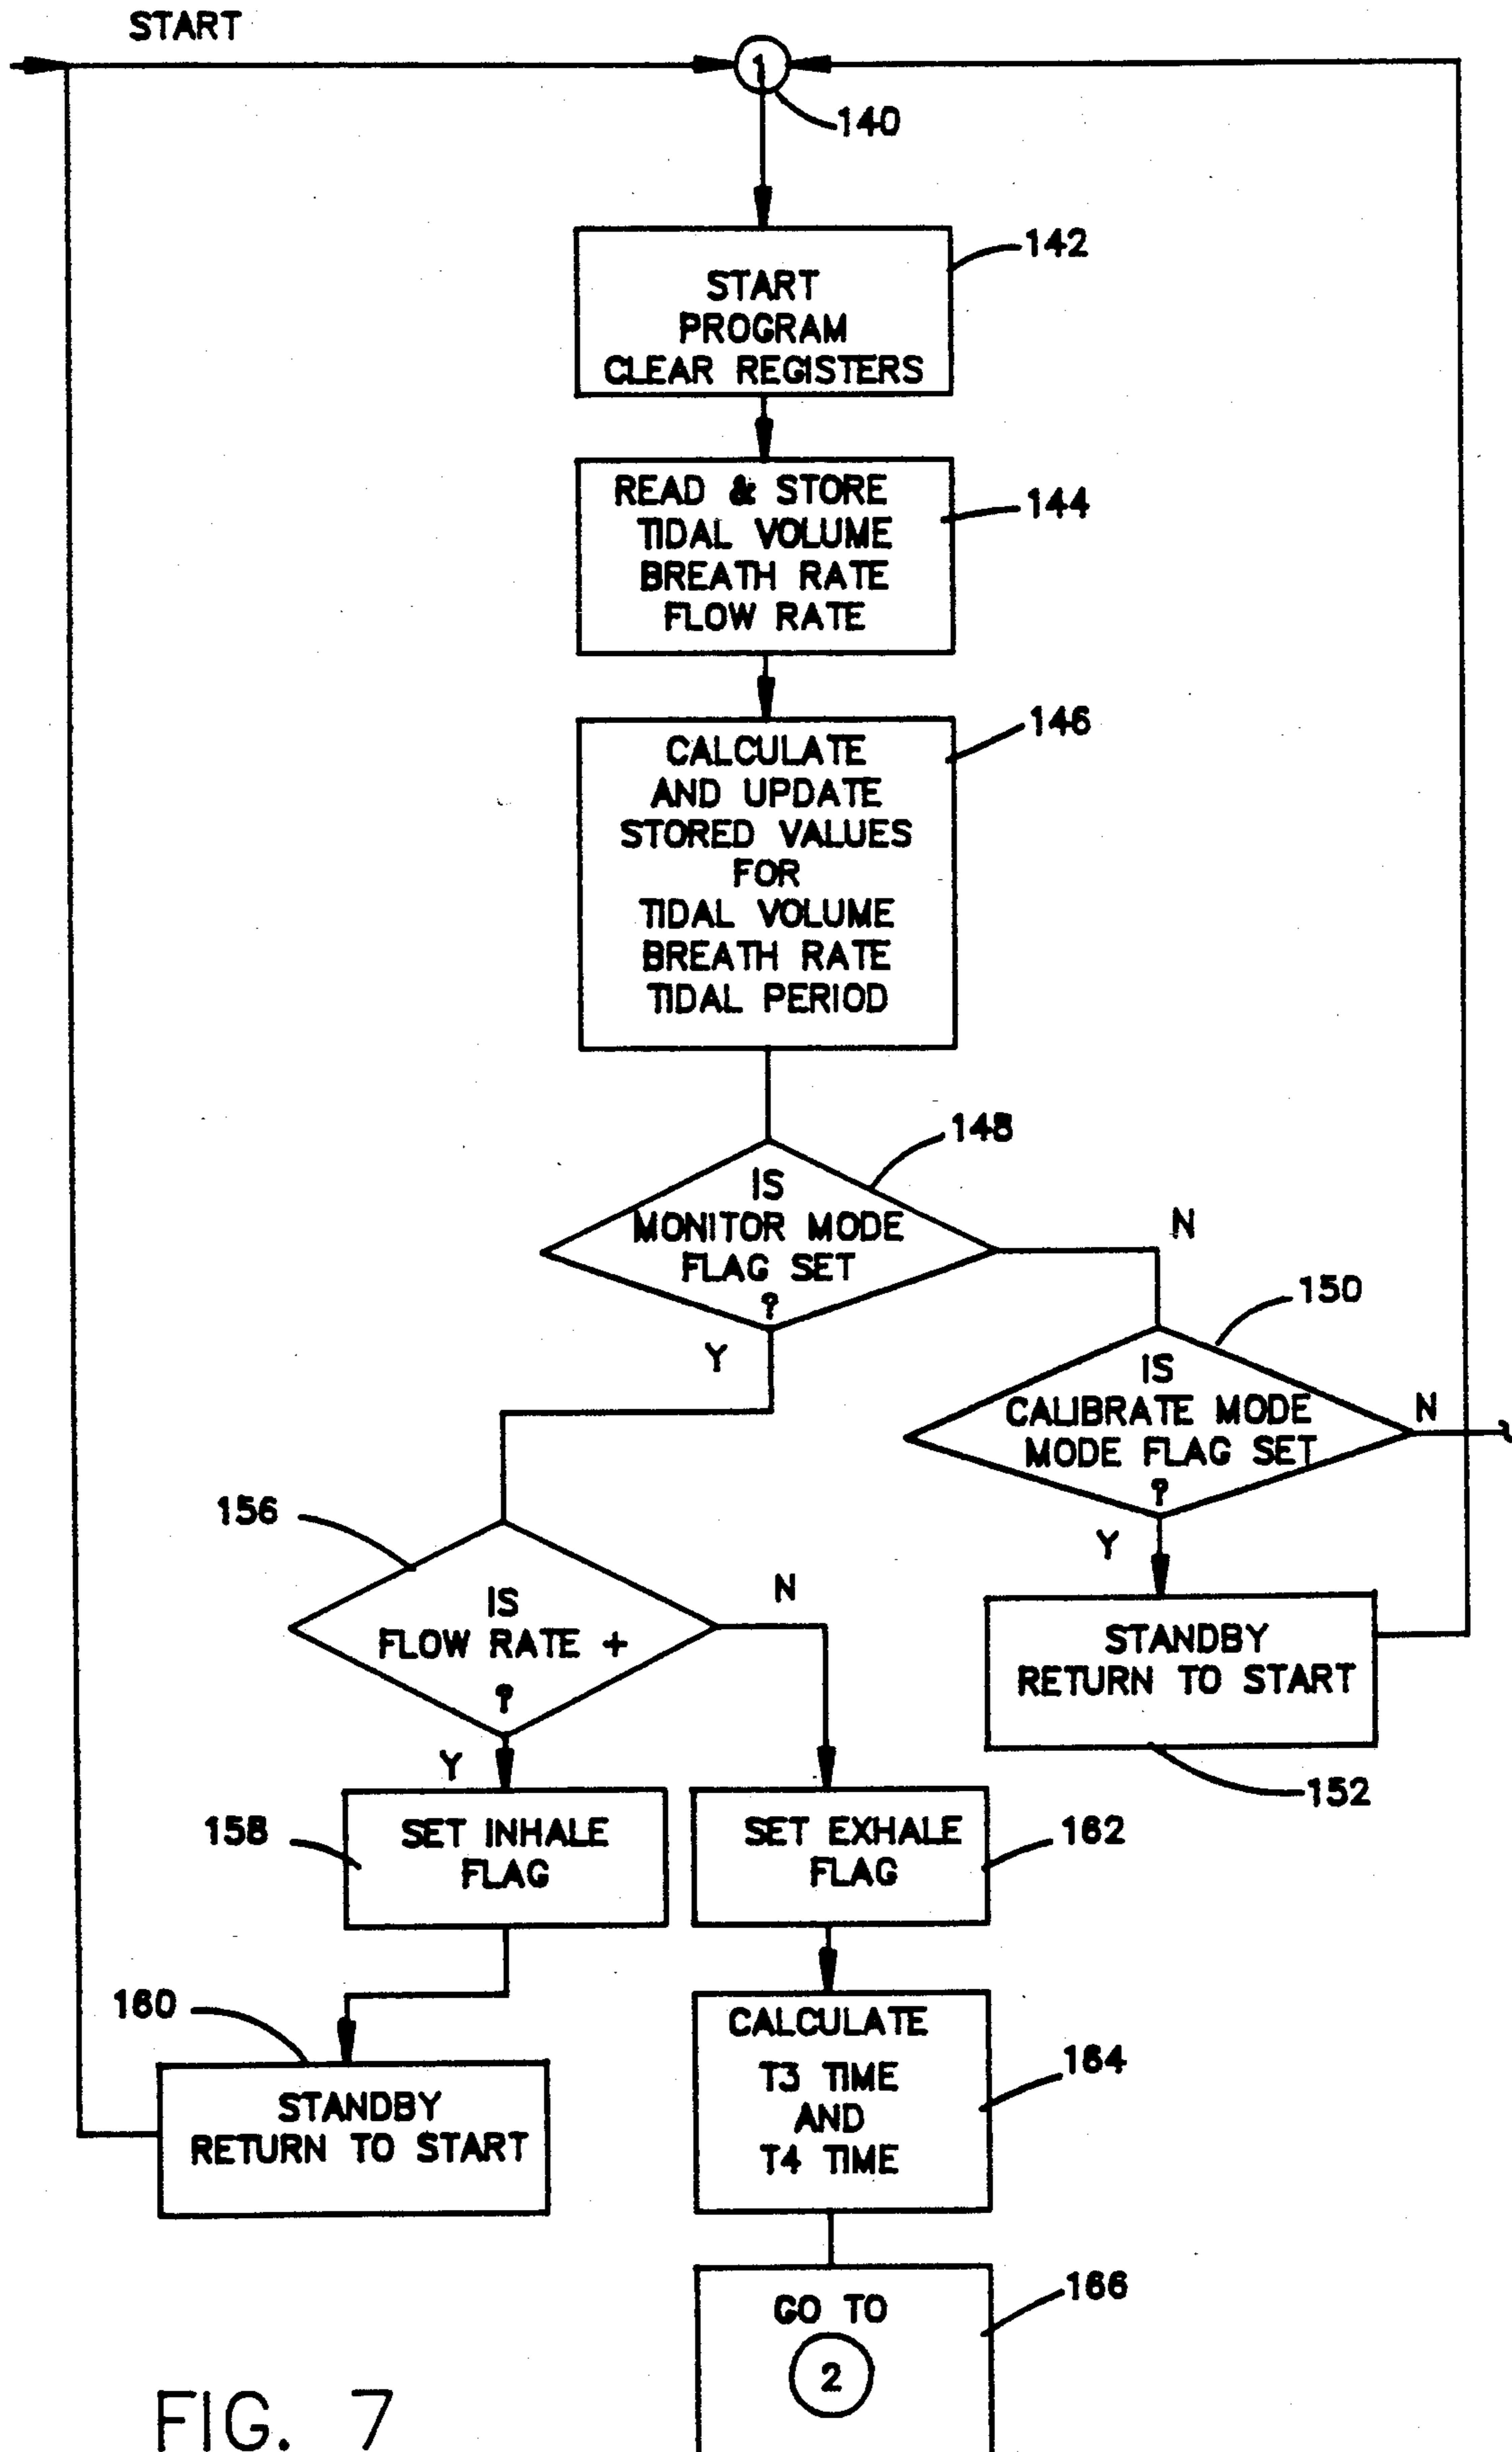 START
1
140
START
PROGRAM
CLEAR REGISTERS
142
READ & STORE
TIDAL VOLUME
BREATH RATE
FLOW RATE
144
CALCULATE
AND UPDATE
STORED VALUES
FOR
TIDAL VOLUME
BREATH RATE
TIDAL PERIOD
146
IS
MONITOR MODE
FLAG SET
?
148
N
Y
IS
CALIBRATE MODE
MODE FLAG SET
?
150
N
Y
STANDBY
RETURN TO START
152
156
IS
FLOW RATE +
?
N
Y
158
SET INHALE
FLAG
SET EXHALE
FLAG
162
160
STANDBY
RETURN TO START
CALCULATE
T3 TIME
AND
T4 TIME
164
GO TO
2
166
FIG. 7